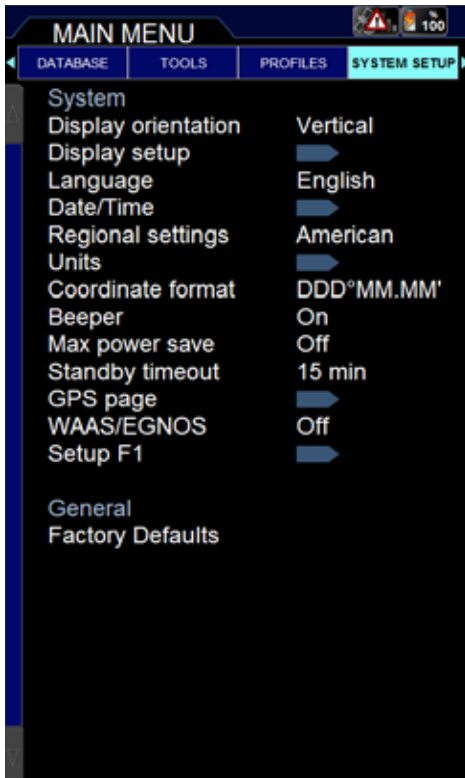 MAIN MENU
% 100
DATABASE TOOLS PROFILES SYSTEM SETUP
System
Display orientation Vertical
Display setup
Language English
Date/Time
Regional settings American
Units
Coordinate format DDD°MM.MM'
Beeper On
Max power save Off
Standby timeout 15 min
GPS page
WAAS/EGNOS Off
Setup F1
General
Factory Defaults